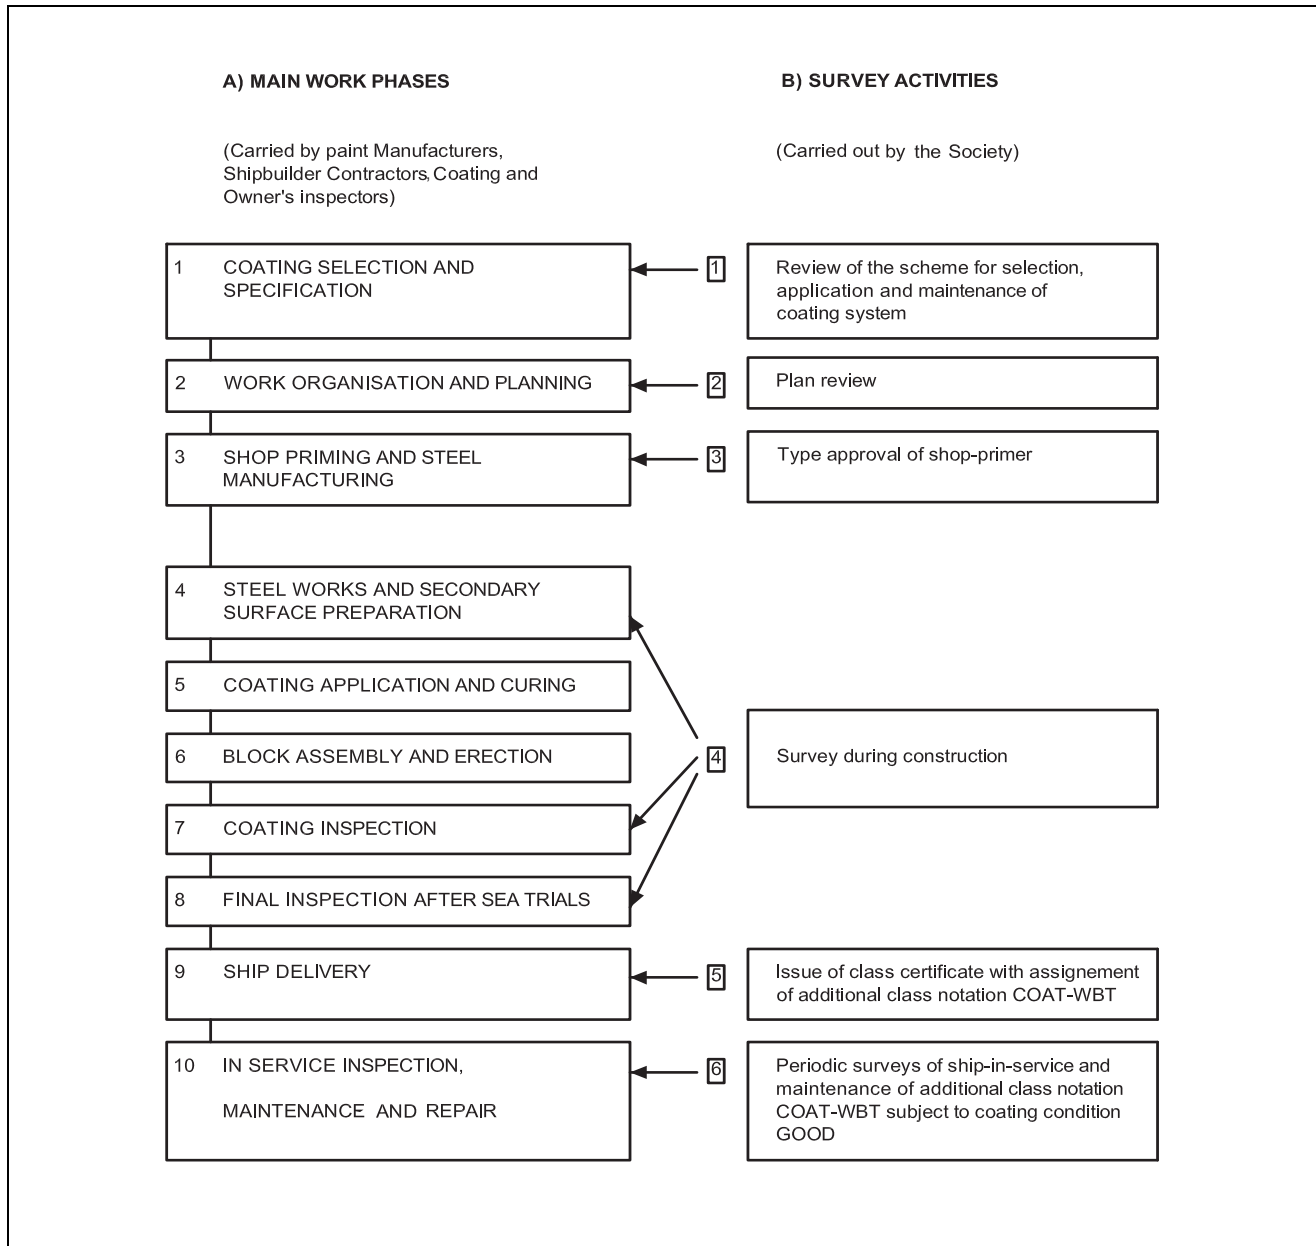 A) MAIN WORK PHASES
B) SURVEY ACTIVITIES
(Carried by paint Manufacturers,
Shipbuilder Contractors, Coating and
Owner's inspectors)
(Carried out by the Society)
1 COATING SELECTION AND
SPECIFICATION
1
Review of the scheme for selection,
application and maintenance of
coating system
2 WORK ORGANISATION AND PLANNING
2
Plan review
3 SHOP PRIMING AND STEEL
MANUFACTURING
3
Type approval of shop-primer
4 STEEL WORKS AND SECONDARY
SURFACE PREPARATION
5 COATING APPLICATION AND CURING
6 BLOCK ASSEMBLY AND ERECTION
4
Survey during construction
7 COATING INSPECTION
8 FINAL INSPECTION AFTER SEA TRIALS
9 SHIP DELIVERY
5
Issue of class certificate with assignement
of additional class notation COAT-WBT
10 IN SERVICE INSPECTION,
MAINTENANCE AND REPAIR
6
Periodic surveys of ship-in-service and
maintenance of additional class notation
COAT-WBT subject to coating condition
GOOD